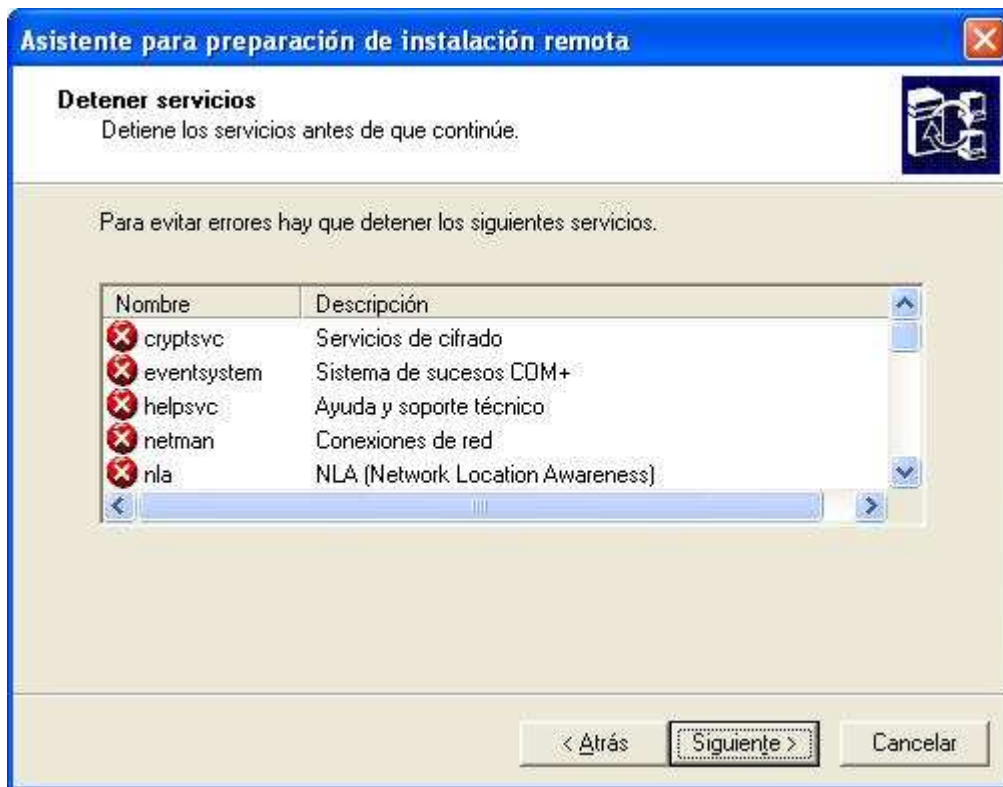 Asistente para preparación de instalación remota
Detener servicios
Detiene los servicios antes de que continúe.
Para evitar errores hay que detener los siguientes servicios.
Nombre Descripción
cryptsvc Servicios de cifrado
eventsystem Sistema de sucesos COM+
helpsvc Ayuda y soporte técnico
netman Conexiones de red
nla NLA (Network Location Awareness)
< Atrás Siguiente > Cancelar